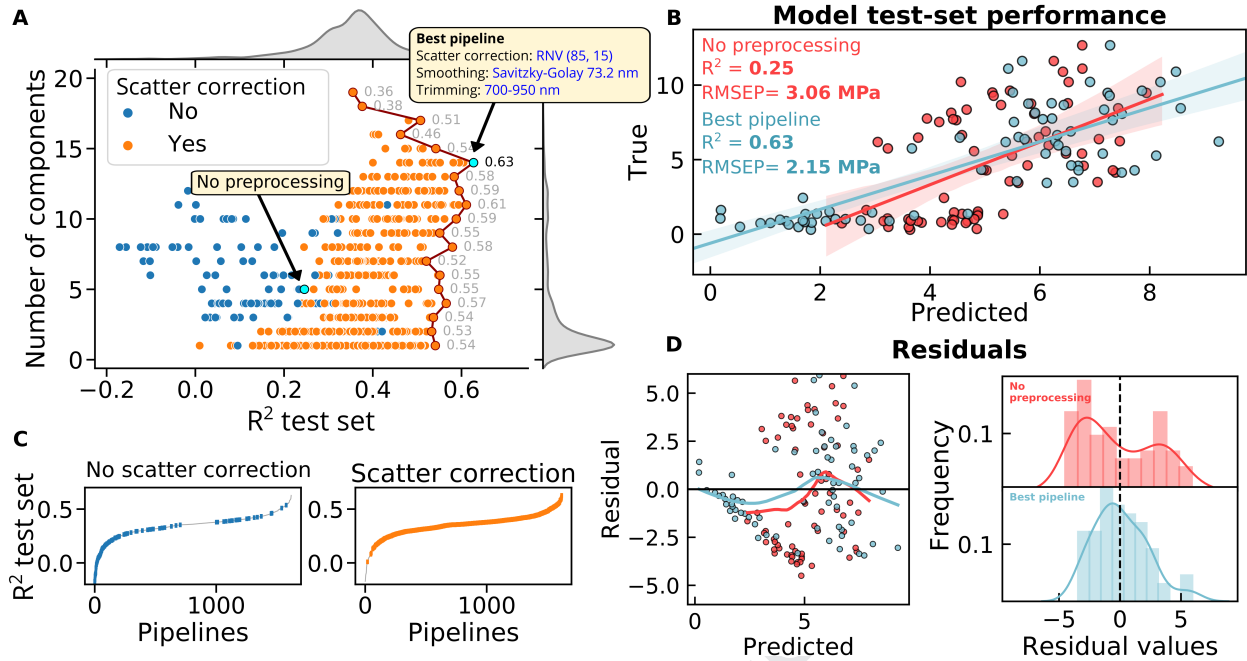 A
Best pipeline
Scatter correction: RNV (85, 15)
Smoothing: Savitzky-Golay 73.2 nm
Trimming: 700-950 nm
Scatter correction
No
Yes
No preprocessing
0.36
0.38
0.51
0.46
0.54
0.63
0.58
0.59
0.61
0.59
0.55
0.58
0.52
0.55
0.55
0.57
0.54
0.53
0.54
Number of components
20
15
10
5
0
−0.2
0.0
0.2
0.4
0.6
R² test set
B
Model test-set performance
No preprocessing
R² = 0.25
RMSEP= 3.06 MPa
Best pipeline
R² = 0.63
RMSEP= 2.15 MPa
True
10
5
0
0
2
4
6
8
Predicted
C
No scatter correction
R² test set
0.5
0.0
0
1000
Pipelines
Scatter correction
0.5
0.0
0
1000
Pipelines
D
Residuals
Residual
5.0
2.5
0.0
−2.5
−5.0
0
5
Predicted
No
preprocessing
Best pipeline
Frequency
0.1
0.1
−5
0
5
Residual values